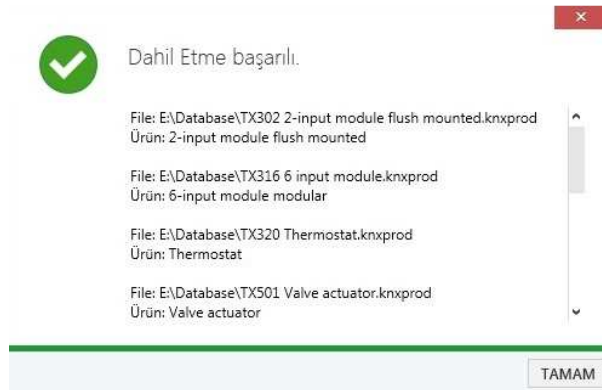 Dahil Etme başarılı.
File: E:\Database\TX302 2-input module flush mounted.knxprod
Ürün: 2-input module flush mounted
File: E:\Database\TX316 6 input module.knxprod
Ürün: 6-input module modular
File: E:\Database\TX320 Thermostat.knxprod
Ürün: Thermostat
File: E:\Database\TX501 Valve actuator.knxprod
Ürün: Valve actuator
TAMAM